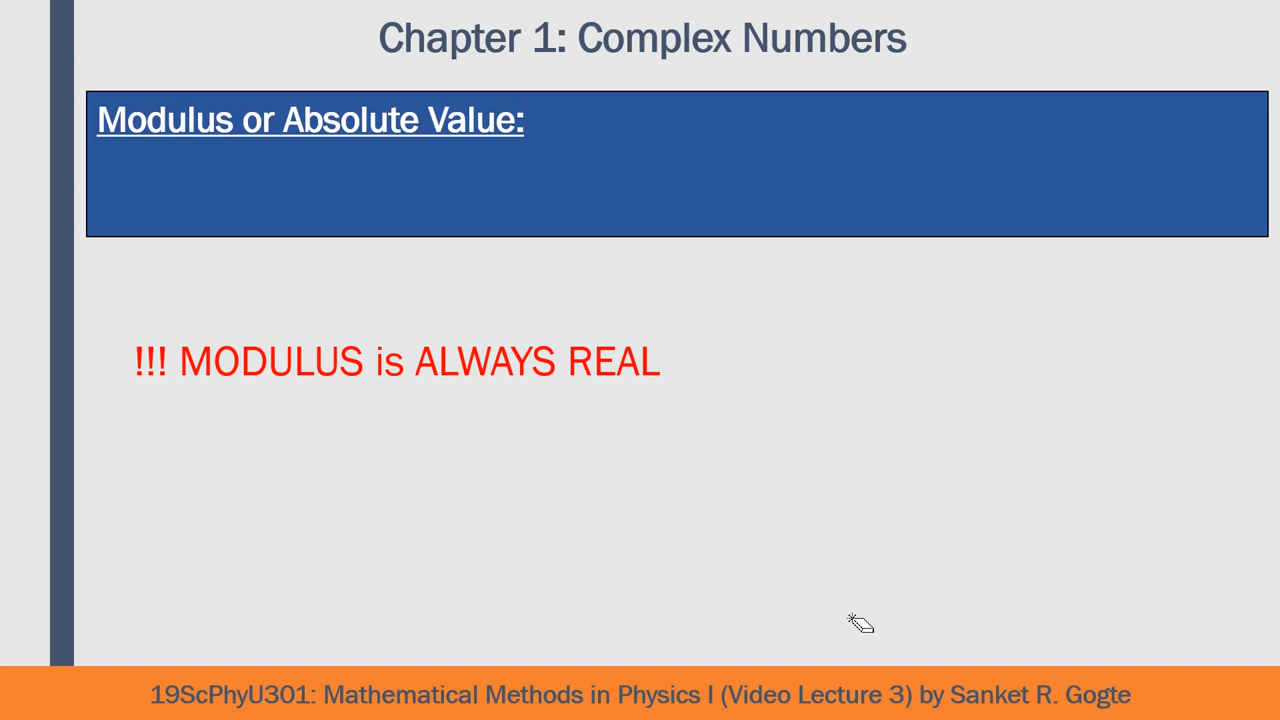 Chapter 1: Complex Numbers
Modulus or Absolute Value:
!!! MODULUS is ALWAYS REAL
19ScPhyU301: Mathematical Methods in Physics I (Video Lecture 3) by Sanket R. Gogte